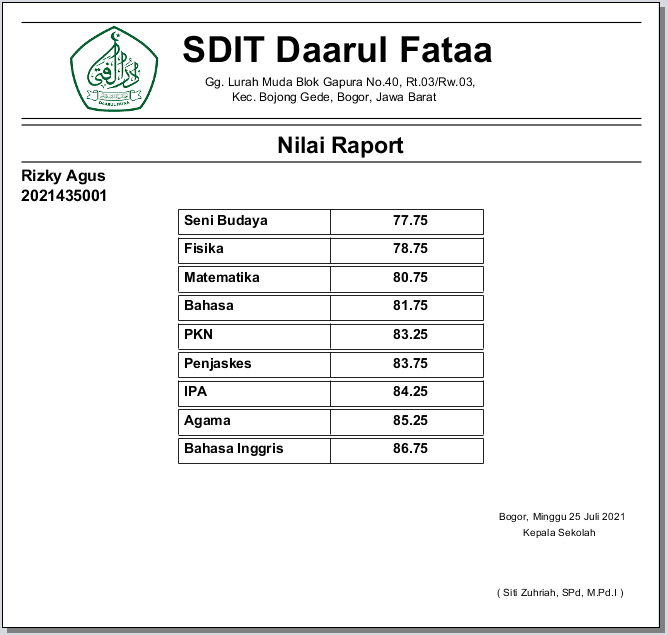 SDIT Daarul Fataa
Gg. Lurah Muda Blok Gapura No.40, Rt.03/Rw.03,
Kec. Bojong Gede, Bogor, Jawa Barat
DAARUL FATAA
Nilai Raport
Rizky Agus
2021435001
Seni Budaya 77.75
Fisika 78.75
Matematika 80.75
Bahasa 81.75
PKN 83.25
Penjaskes 83.75
IPA 84.25
Agama 85.25
Bahasa Inggris 86.75
Bogor, Minggu 25 Juli 2021
Kepala Sekolah
( Siti Zuhriah, SPd, M.Pd.I )